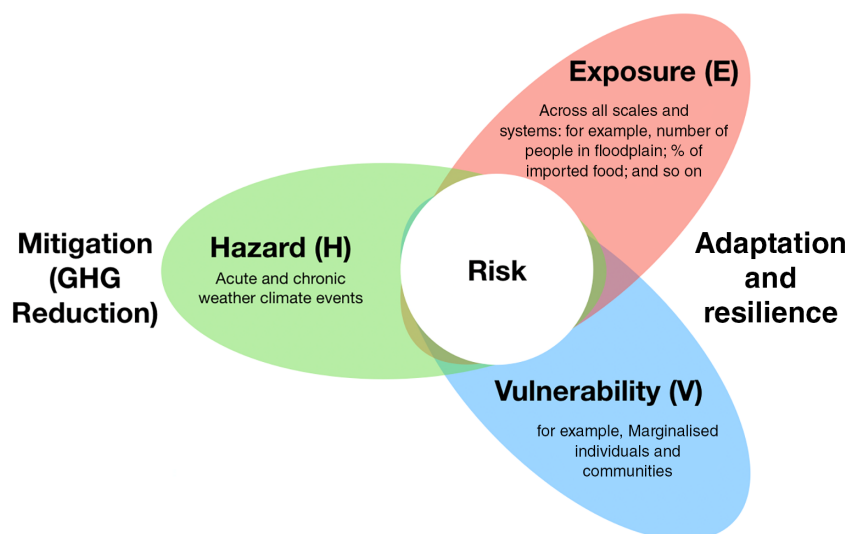 Exposure (E)
Across all scales and
systems: for example, number of
people in floodplain; % of
imported food; and so on
Mitigation
(GHG
Reduction)
Hazard (H)
Acute and chronic
weather climate events
Risk
Adaptation
and
resilience
Vulnerability (V)
for example, Marginalised
individuals and
communities